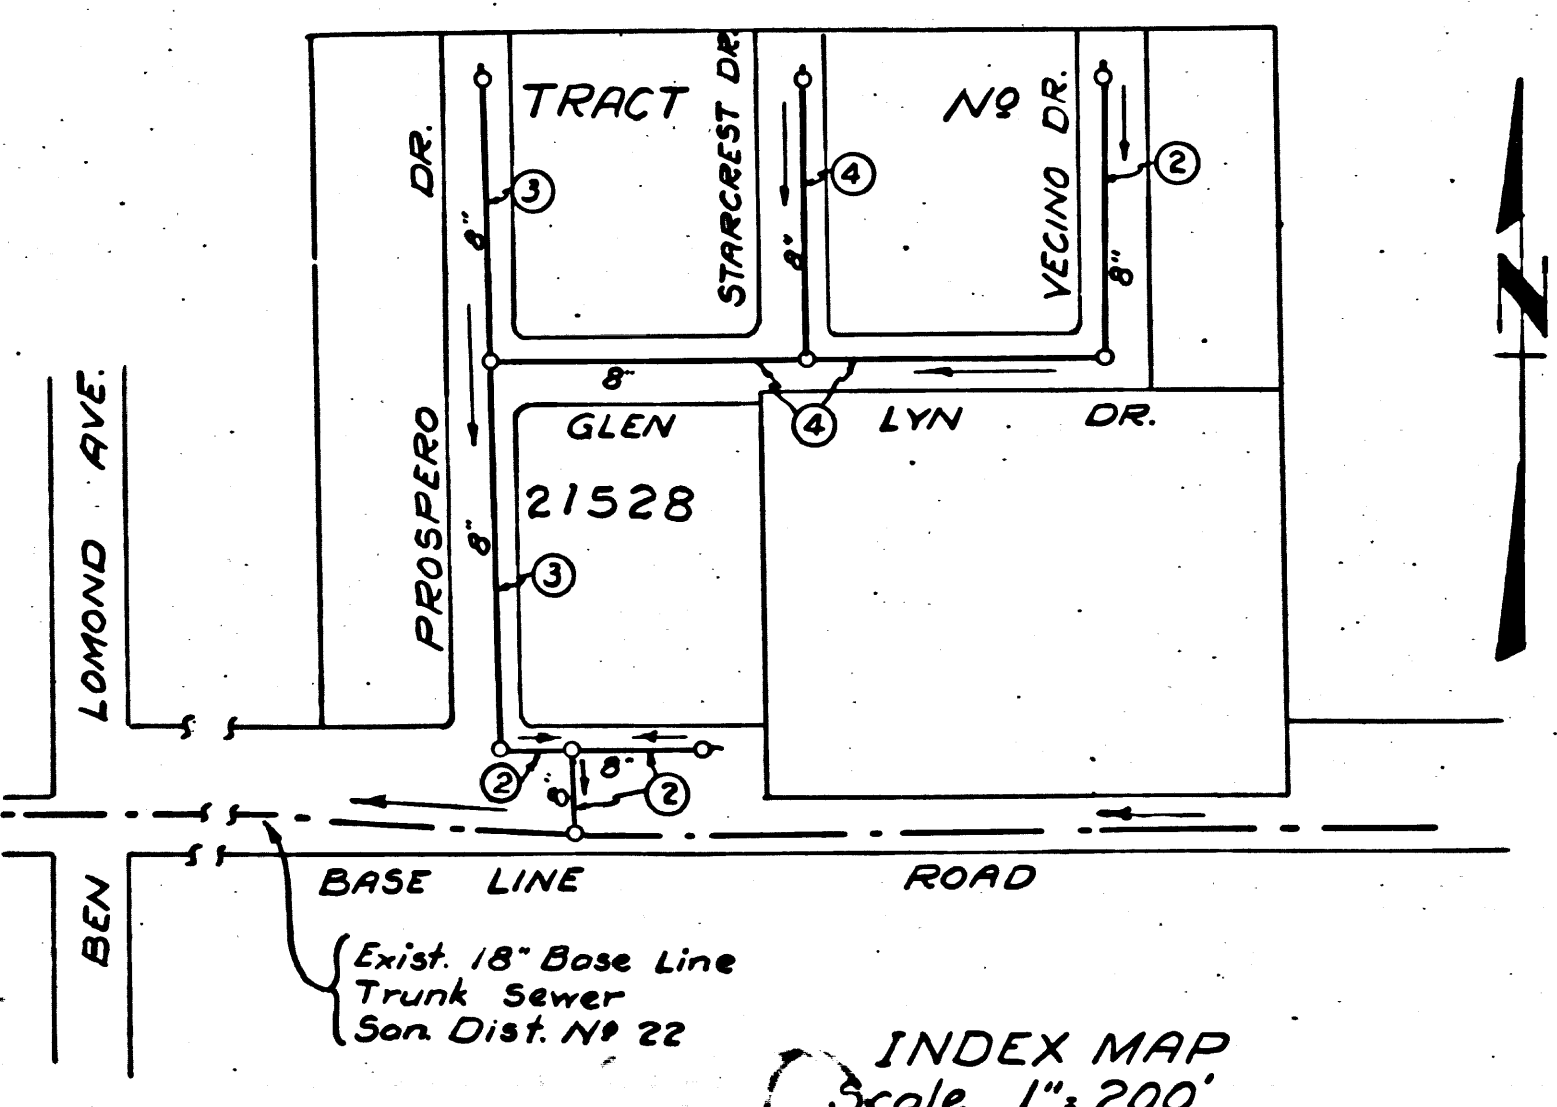 TRACT Nº
21528
STARCREST DR.
VECINO DR.
PROSPERO DR.
3
4
2
8"
8"
8"
8"
GLEN LYN DR.
4
8"
3
LOMOND AVE.
BEN
2
8"
8"
2
BASE LINE ROAD
Exist. 18" Base Line
Trunk Sewer
San. Dist. Nº 22
N
INDEX MAP
Scale 1"= 200'